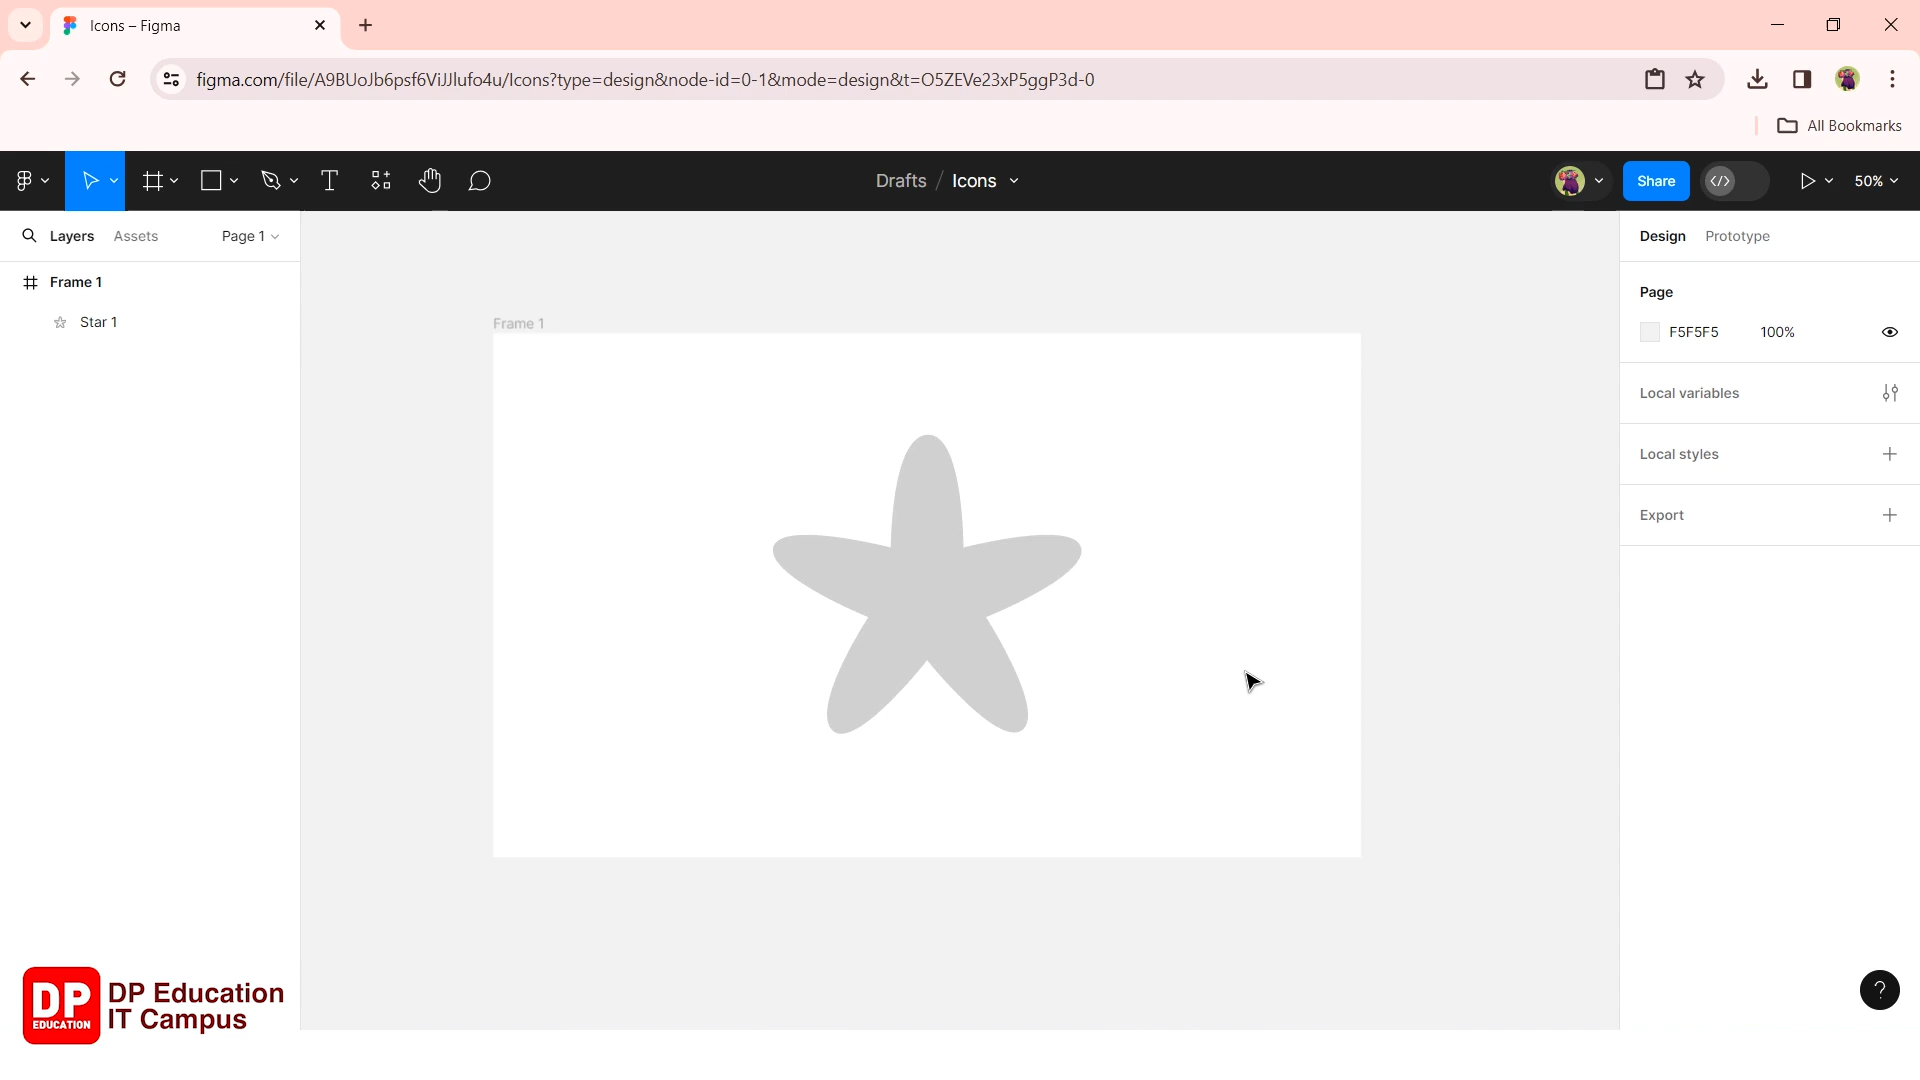 Icons – Figma
figma.com/file/A9BUoJb6psf6ViJJlufo4u/Icons?type=design&node-id=0-1&mode=design&t=O5ZEVe23xP5ggP3d-0
All Bookmarks
Drafts / Icons
Share
50%
Layers
Assets
Page 1
Design
Prototype
Frame 1
Star 1
Frame 1
Page
F5F5F5
100%
Local variables
Local styles
Export
DP
EDUCATION
DP Education
IT Campus
?